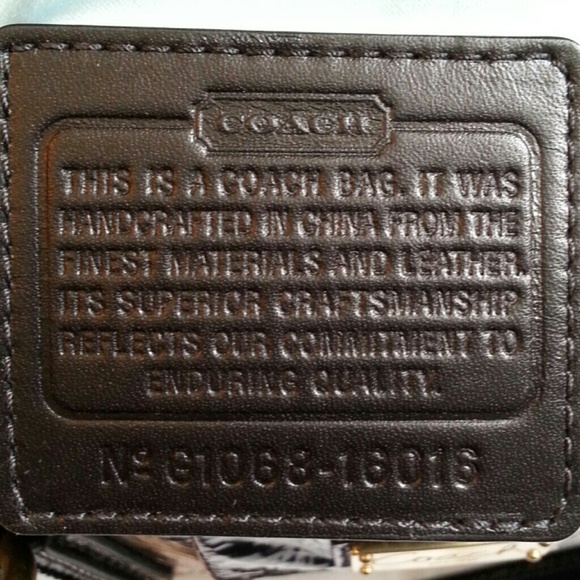 COACH
THIS IS A COACH BAG. IT WAS
HANDCRAFTED IN CHINA FROM THE
FINEST MATERIALS AND LEATHER.
ITS SUPERIOR CRAFTSMANSHIP
REFLECTS OUR COMMITMENT TO
ENDURING QUALITY.
Nº G1068-16016